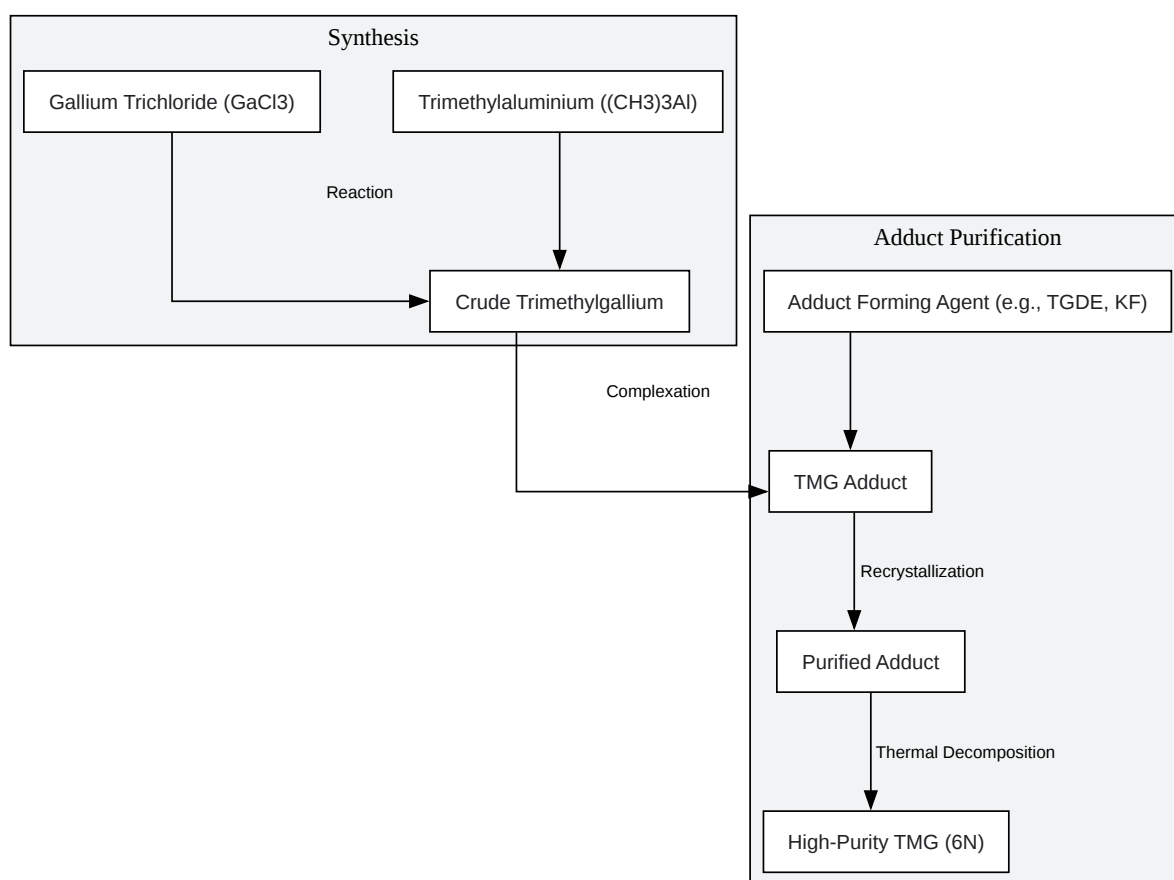 Synthesis
Gallium Trichloride (GaCl3)
Trimethylaluminium ((CH3)3Al)
Reaction
Crude Trimethylgallium
Adduct Purification
Adduct Forming Agent (e.g., TGDE, KF)
Complexation
TMG Adduct
Recrystallization
Purified Adduct
Thermal Decomposition
High-Purity TMG (6N)